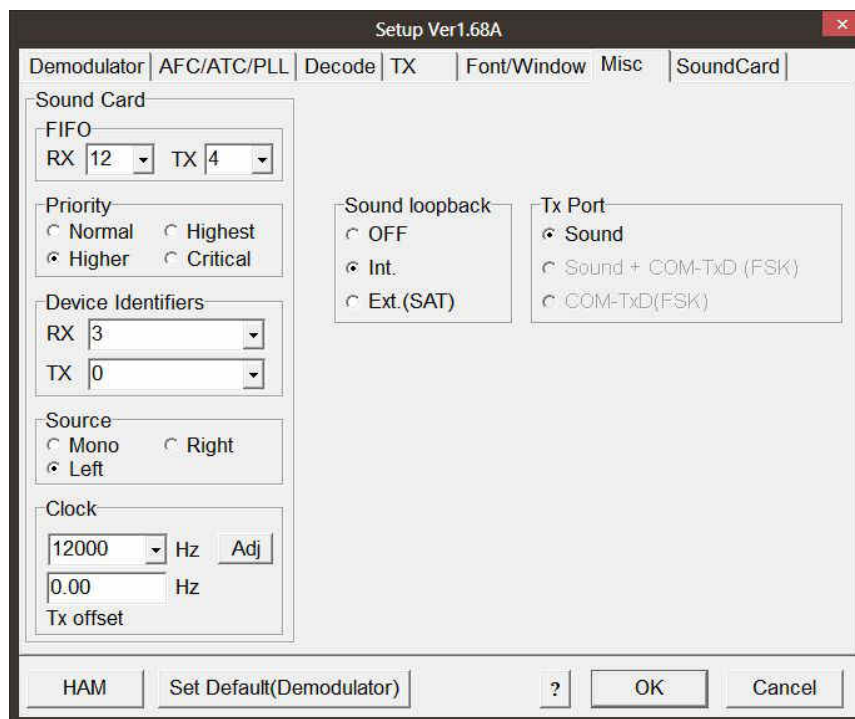 Setup Ver1.68A
×
Demodulator AFC/ATC/PLL Decode TX Font/Window Misc SoundCard
Sound Card
FIFO
RX 12 TX 4
Priority
Normal Highest
Higher Critical
Device Identifiers
RX 3
TX 0
Source
Mono Right
Left
Clock
12000 Hz Adj
0.00 Hz
Tx offset
Sound loopback
OFF
Int.
Ext.(SAT)
Tx Port
Sound
Sound + COM-TxD (FSK)
COM-TxD(FSK)
HAM Set Default(Demodulator) ? OK Cancel